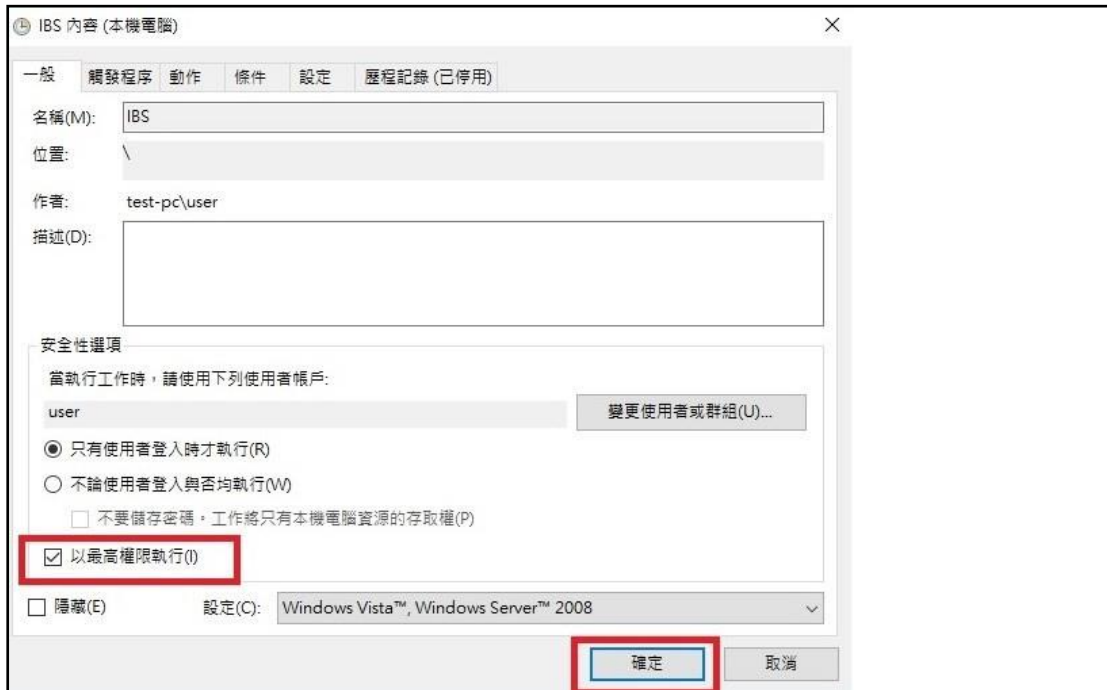 IBS 內容 (本機電腦)
一般 觸發程序 動作 條件 設定 歷程記錄 (已停用)
名稱(M): IBS
位置: \
作者: test-pc\user
描述(D):
安全性選項
當執行工作時，請使用下列使用者帳戶:
user 變更使用者或群組(U)...
只有使用者登入時才執行(R)
不論使用者登入與否均執行(W)
不要儲存密碼。工作將只有本機電腦資源的存取權(P)
以最高權限執行(I)
隱藏(E) 設定(C): Windows Vista™, Windows Server™ 2008
確定 取消